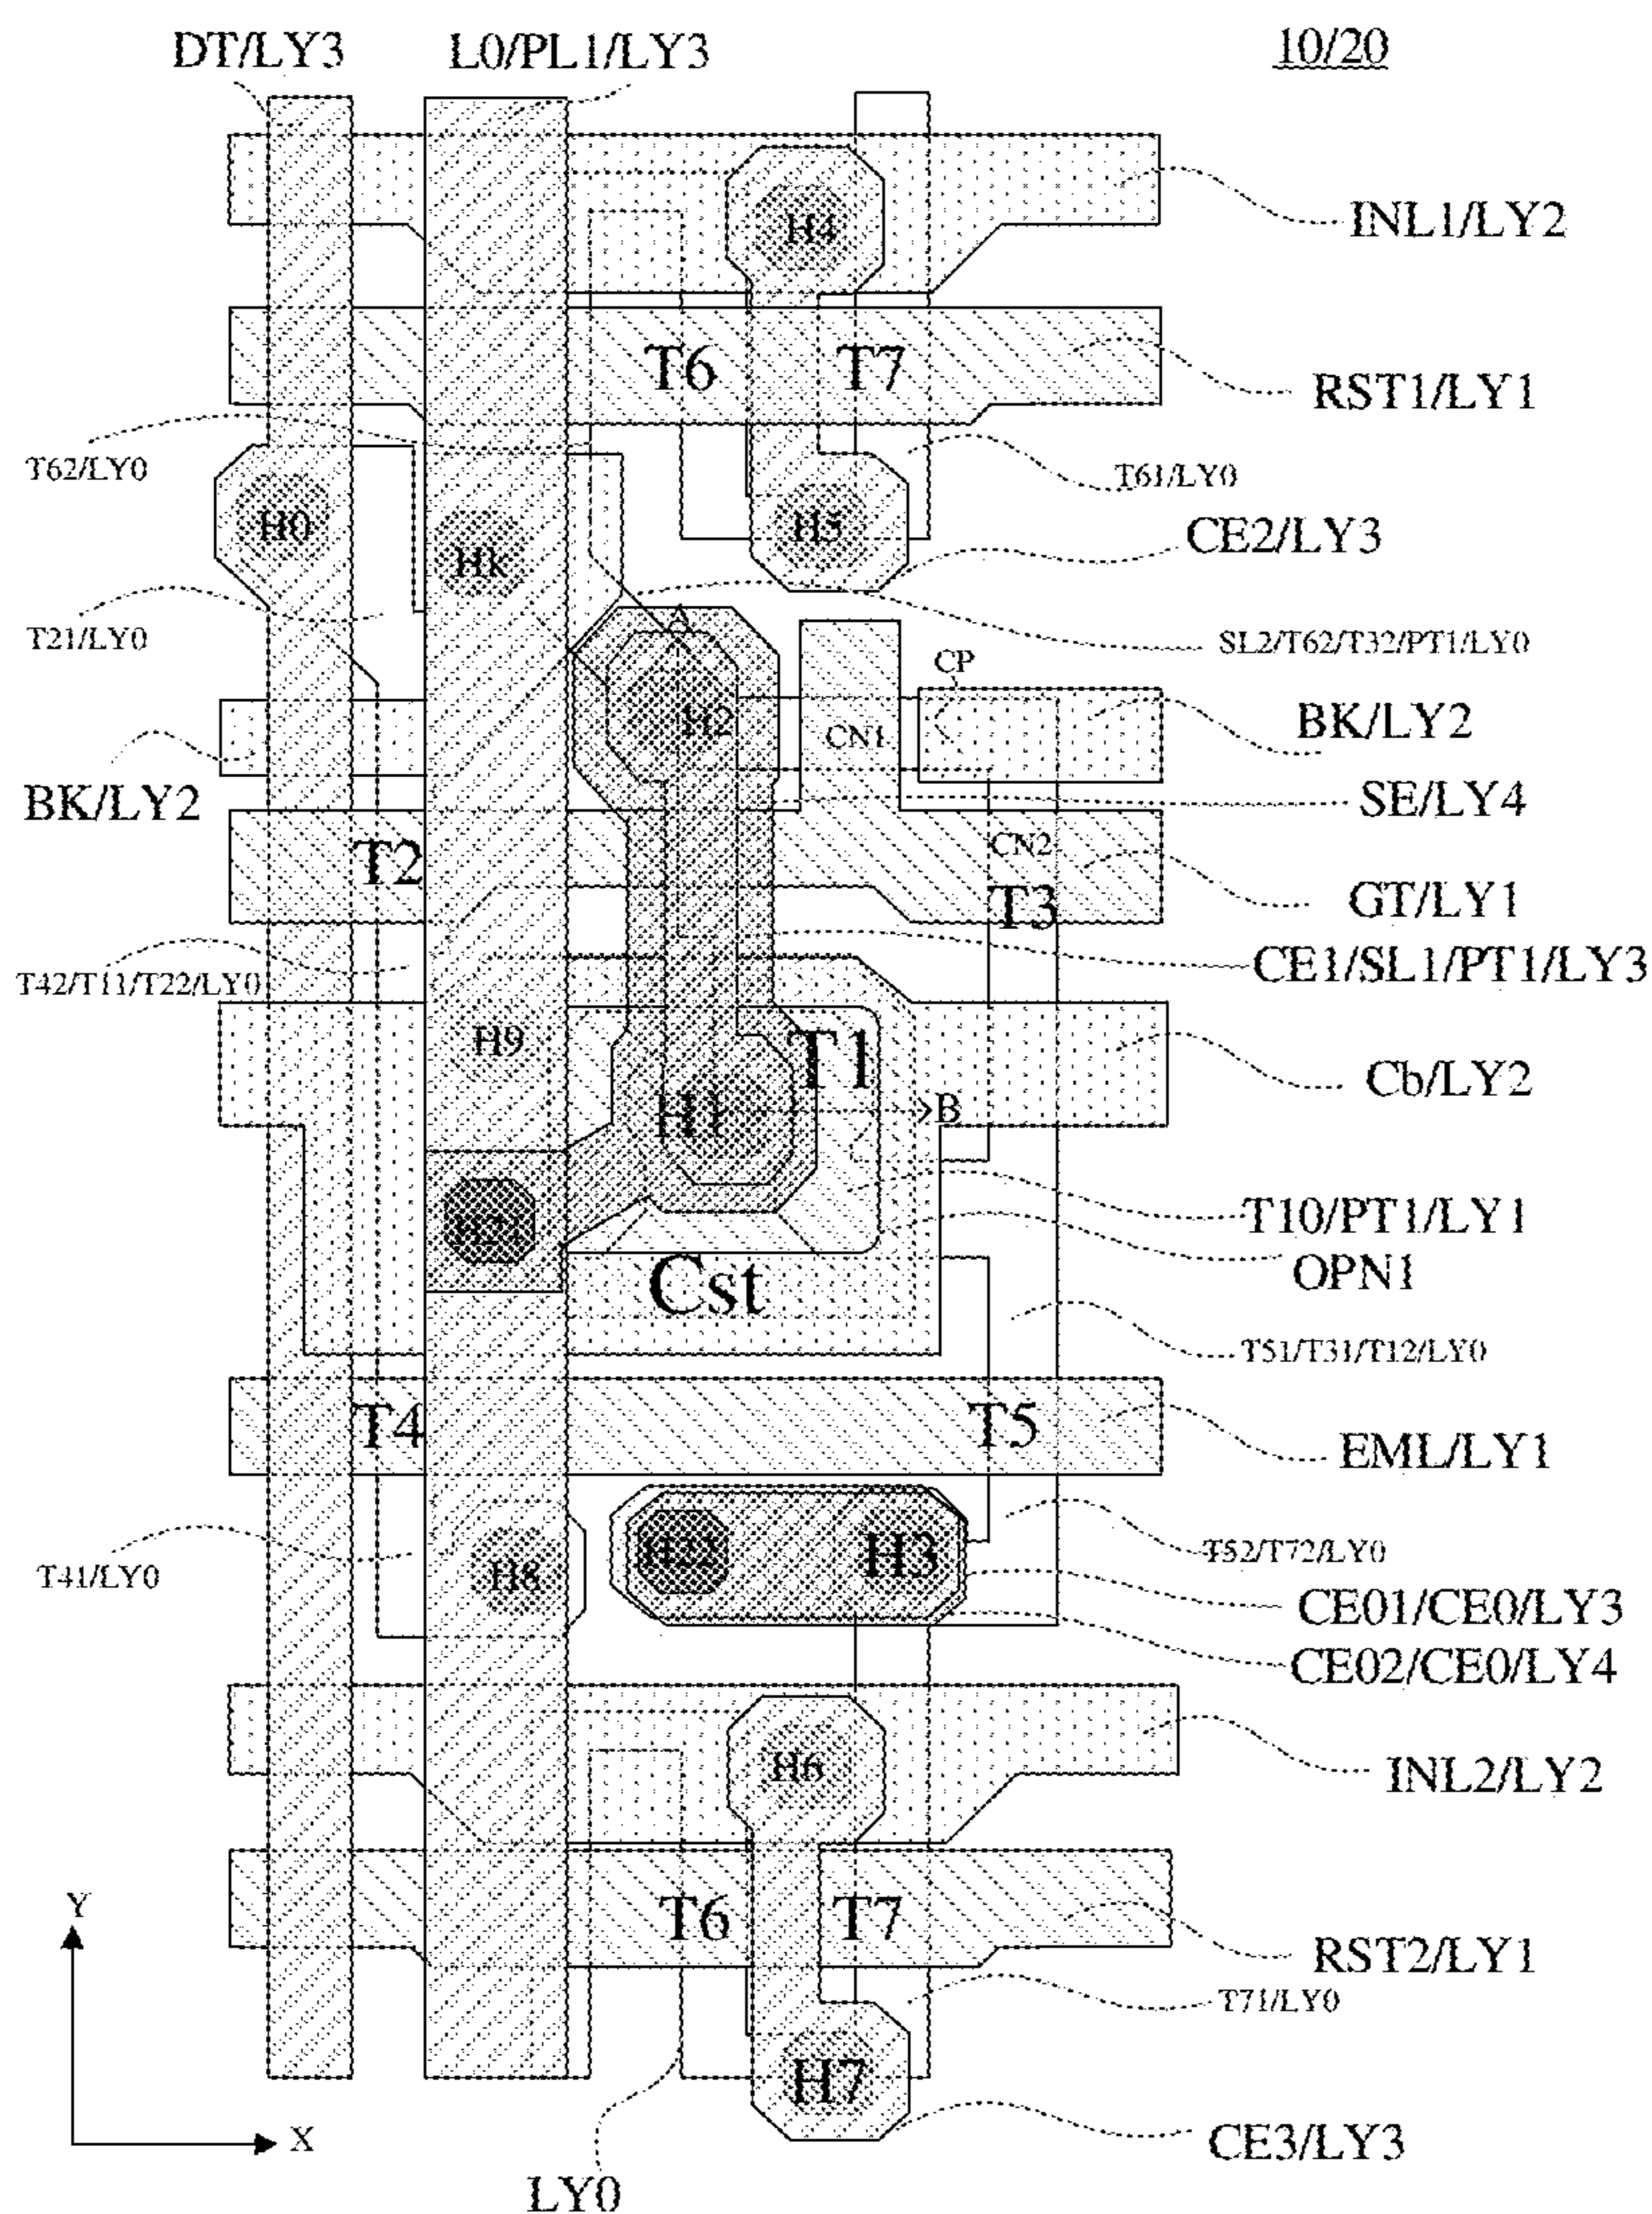 DT/LY3
L0/PL1/LY3
10/20
H4
INL1/LY2
T6
T7
RST1/LY1
T62/LY0
T61/LY0
H0
H5
CE2/LY3
Hk
T21/LY0
A
SL2/T62/T32/PT1/LY0
CP
H2
CN1
BK/LY2
BK/LY2
SE/LY4
T2
CN2
T3
GT/LY1
CE1/SL1/PT1/LY3
T42/T11/T22/LY0
H9
T1
Cb/LY2
H1
B
T10/PT1/LY1
H21
OPN1
Cst
T51/T31/T12/LY0
T4
T5
EML/LY1
H22
H3
T52/T72/LY0
T41/LY0
H8
CE01/CE0/LY3
CE02/CE0/LY4
H6
INL2/LY2
Y
T6
T7
RST2/LY1
T71/LY0
H7
X
CE3/LY3
LY0